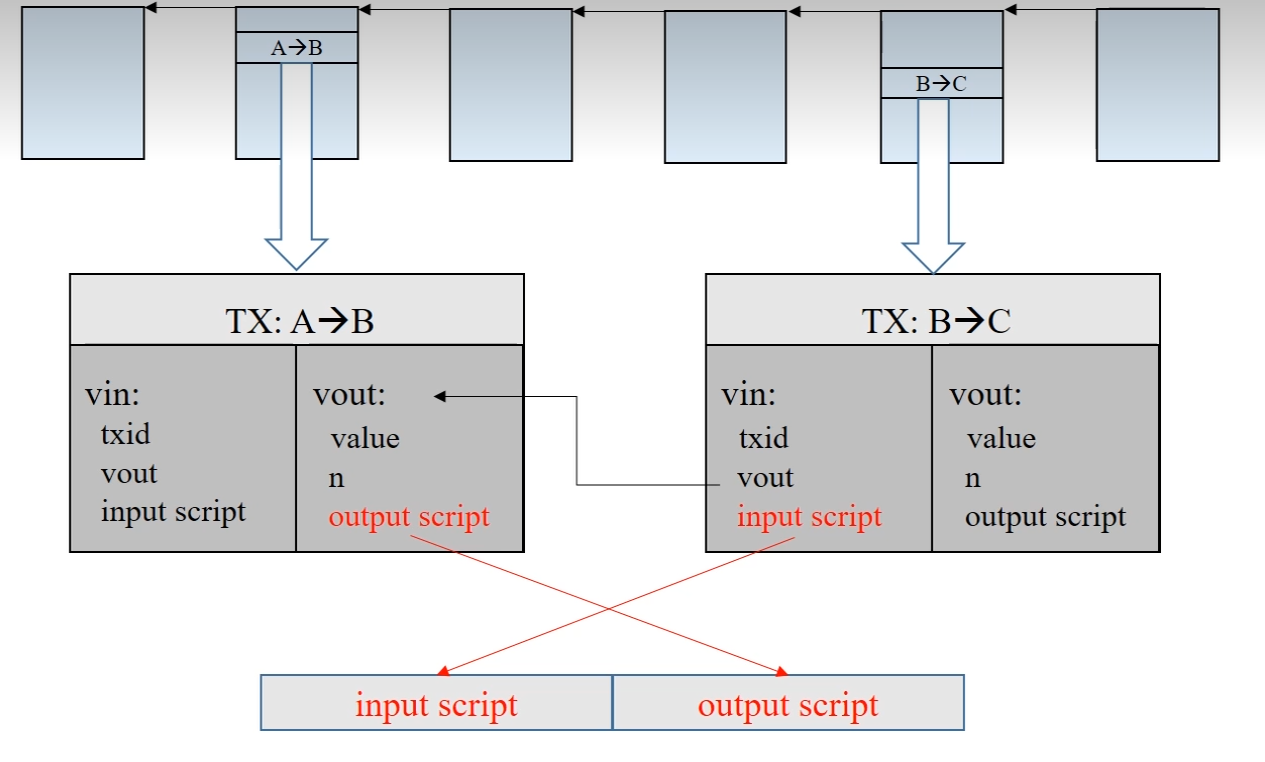 A→B
B→C
TX: A→B
vin:
txid
vout
input script
vout:
value
n
output script
TX: B→C
vin:
txid
vout
input script
vout:
value
n
output script
input script
output script